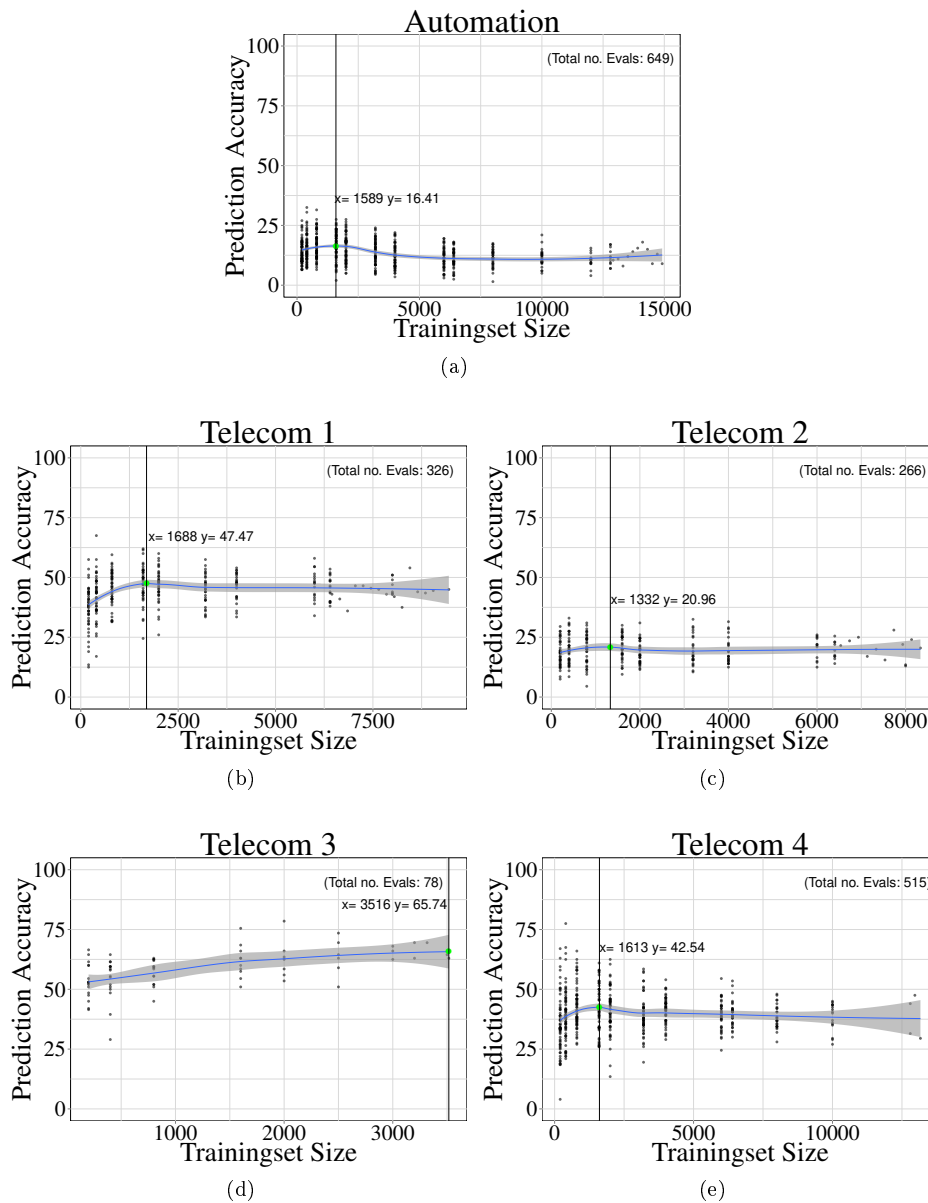 Automation
(Total no. Evals: 649)
x= 1589 y= 16.41
Prediction Accuracy
100
75
50
25
0
0 5000 10000 15000
Trainingset Size
(a)
Telecom 1
(Total no. Evals: 326)
x= 1688 y= 47.47
Prediction Accuracy
100
75
50
25
0
0 2500 5000 7500
Trainingset Size
(b)
Telecom 2
(Total no. Evals: 266)
x= 1332 y= 20.96
Prediction Accuracy
100
75
50
25
0
0 2000 4000 6000 8000
Trainingset Size
(c)
Telecom 3
(Total no. Evals: 78)
x= 3516 y= 65.74
Prediction Accuracy
100
75
50
25
0
1000 2000 3000
Trainingset Size
(d)
Telecom 4
(Total no. Evals: 515)
x= 1613 y= 42.54
Prediction Accuracy
100
75
50
25
0
0 5000 10000
Trainingset Size
(e)